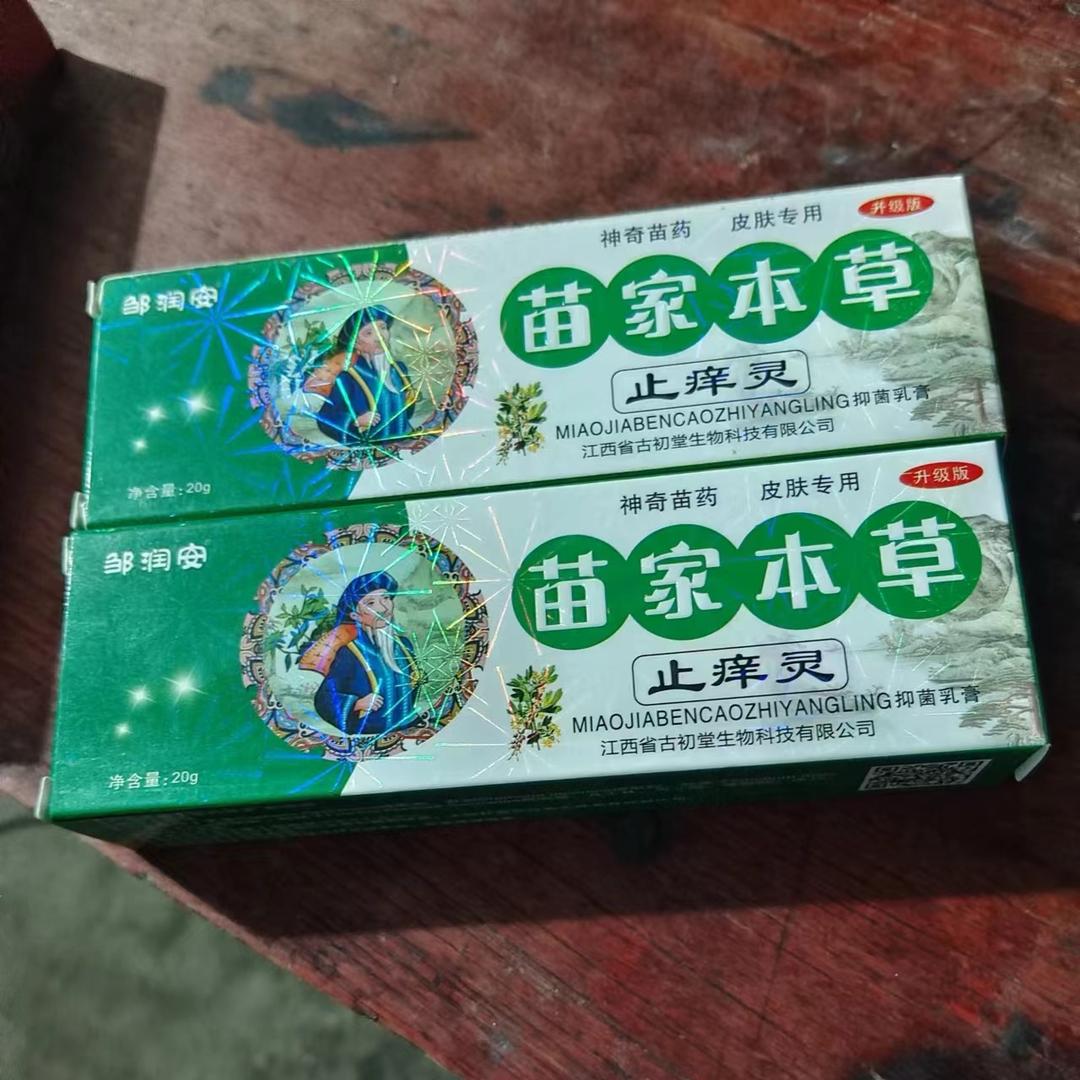 邹润安
神奇苗药 皮肤专用
升级版
苗家本草
止痒灵
MIAOJIABENCAOZHIYANGLING抑菌乳膏
江西省古初堂生物科技有限公司
净含量:20g
邹润安
神奇苗药 皮肤专用
升级版
苗家本草
止痒灵
MIAOJIABENCAOZHIYANGLING抑菌乳膏
江西省古初堂生物科技有限公司
净含量:20g